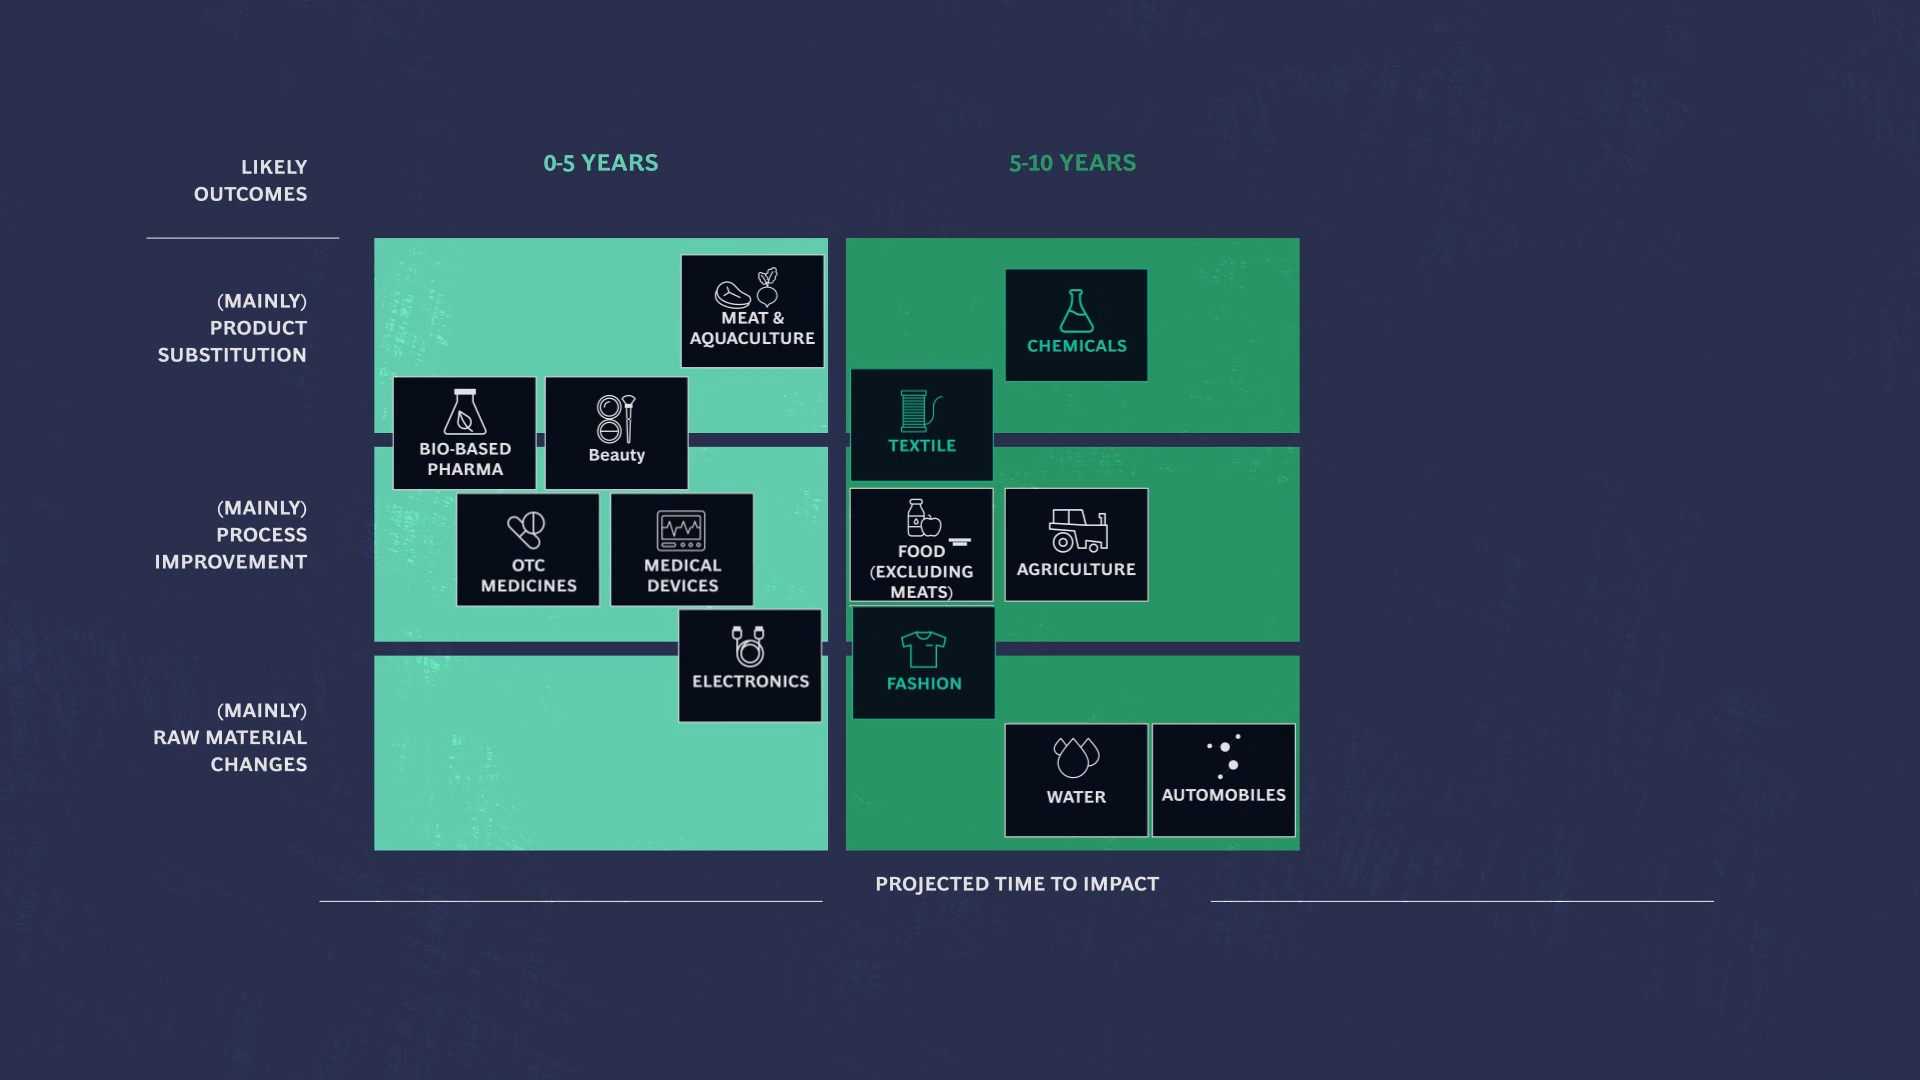 LIKELY
OUTCOMES
0-5 YEARS
5-10 YEARS
(MAINLY)
PRODUCT
SUBSTITUTION
MEAT &
AQUACULTURE
CHEMICALS
BIO-BASED
PHARMA
Beauty
TEXTILE
(MAINLY)
PROCESS
IMPROVEMENT
OTC
MEDICINES
MEDICAL
DEVICES
FOOD
(EXCLUDING
MEATS)
AGRICULTURE
ELECTRONICS
FASHION
(MAINLY)
RAW MATERIAL
CHANGES
WATER
AUTOMOBILES
PROJECTED TIME TO IMPACT